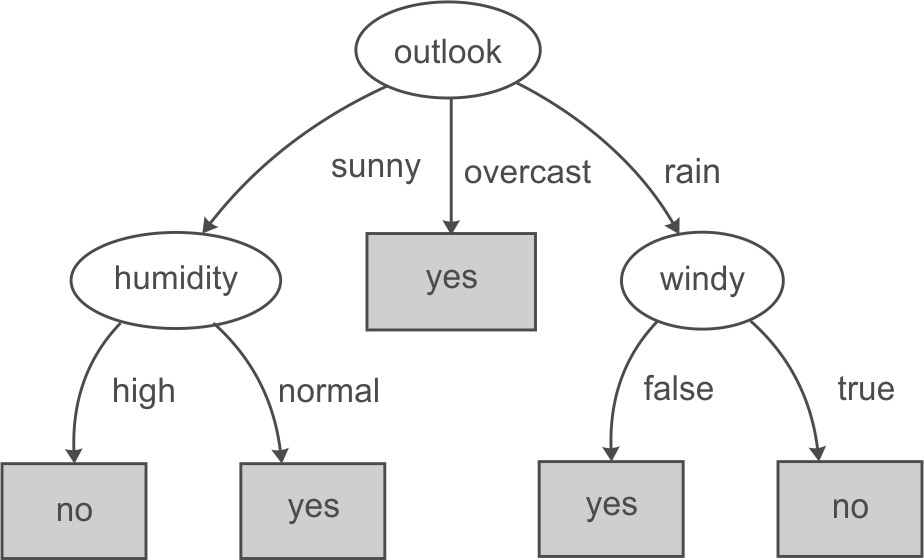 outlook
sunny
overcast
rain
humidity
yes
windy
high
normal
false
true
no
yes
yes
no